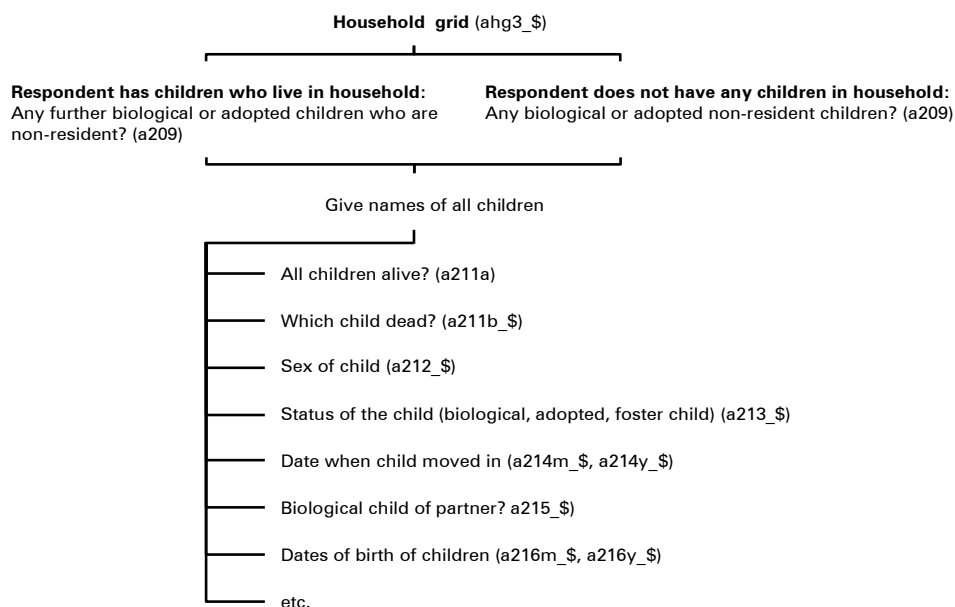 Household grid (ahg3_$)
Respondent has children who live in household:
Any further biological or adopted children who are
non-resident? (a209)
Respondent does not have any children in household:
Any biological or adopted non-resident children? (a209)
Give names of all children
All children alive? (a211a)
Which child dead? (a211b_$)
Sex of child (a212_$)
Status of the child (biological, adopted, foster child) (a213_$)
Date when child moved in (a214m_$, a214y_$)
Biological child of partner? a215_$)
Dates of birth of children (a216m_$, a216y_$)
etc.